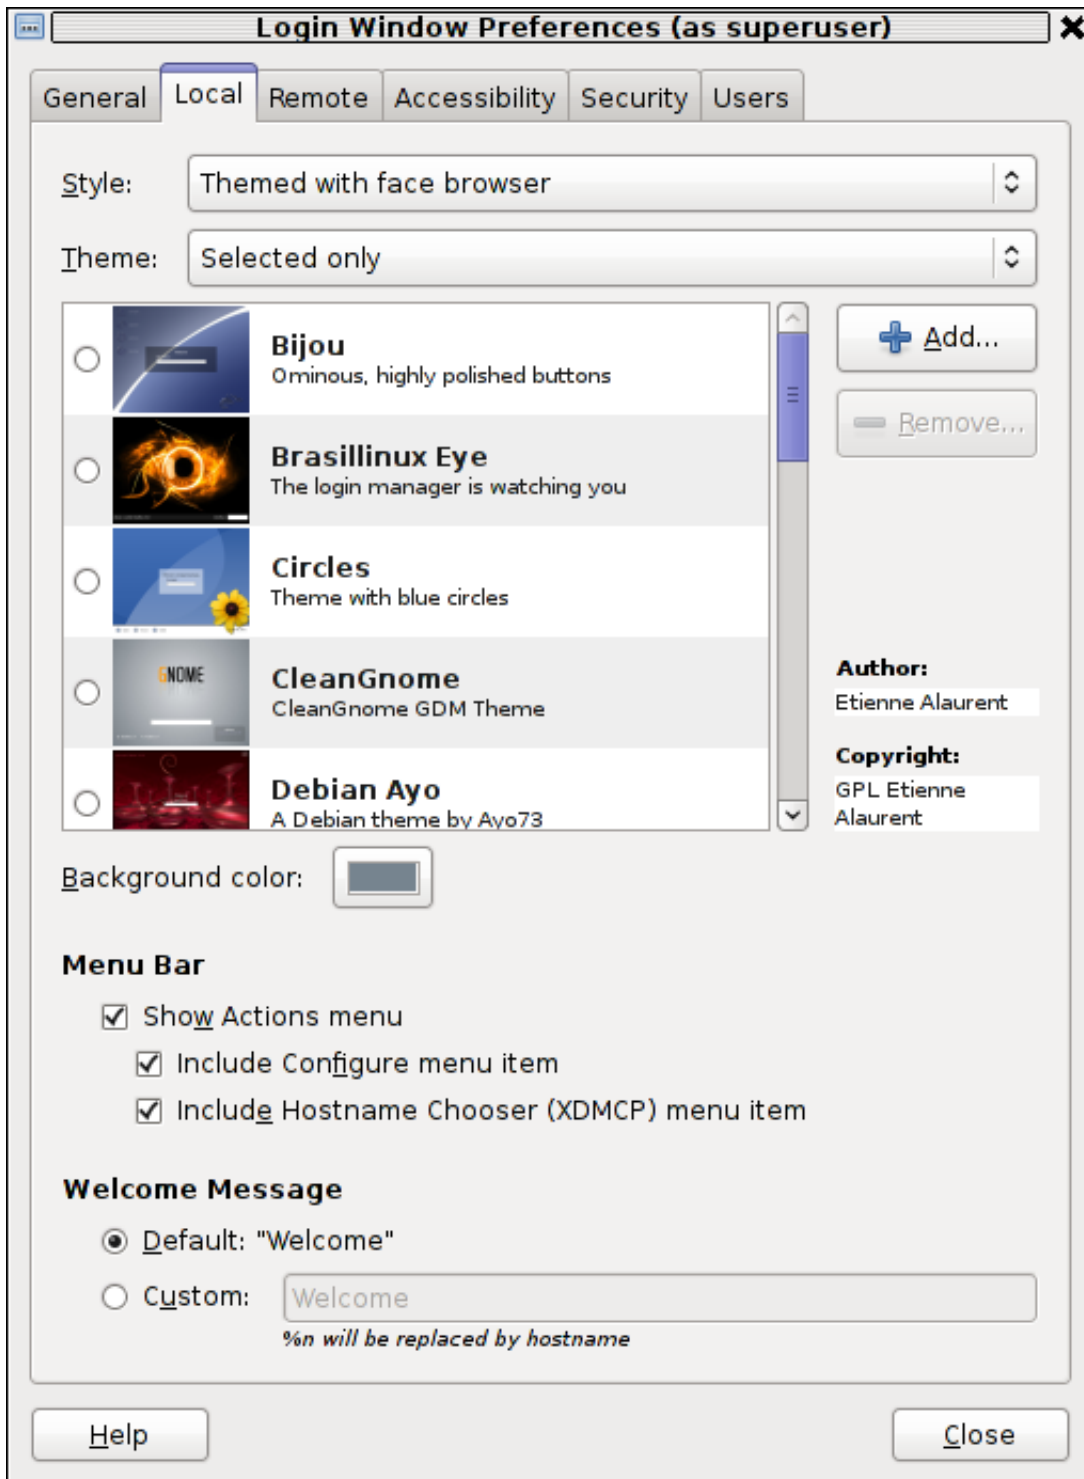 Login Window Preferences (as superuser)
General Local Remote Accessibility Security Users
Style: Themed with face browser
Theme: Selected only
Bijou
Ominous, highly polished buttons
Add...
Remove...
Brasillinux Eye
The login manager is watching you
Circles
Theme with blue circles
GNOME
CleanGnome
CleanGnome GDM Theme
Author:
Etienne Alaurent
Copyright:
GPL Etienne
Alaurent
Debian Ayo
A Debian theme by Ayo73
Background color:
Menu Bar
Show Actions menu
Include Configure menu item
Include Hostname Chooser (XDMCP) menu item
Welcome Message
Default: "Welcome"
Custom: Welcome
%n will be replaced by hostname
Help Close